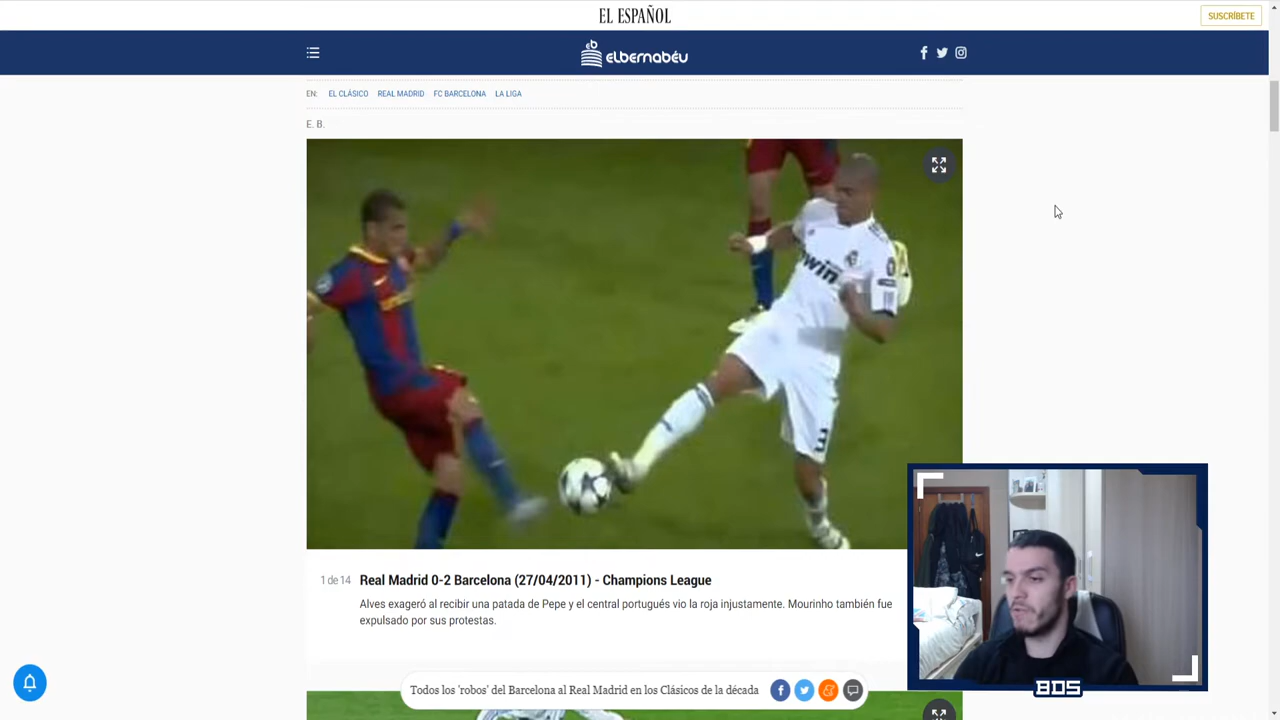 EL ESPAÑOL
SUSCRÍBETE
elbernabéu
EN: EL CLÁSICO REAL MADRID FC BARCELONA LA LIGA
E. B.
bwin
3
1 de 14 Real Madrid 0-2 Barcelona (27/04/2011) - Champions League
Alves exageró al recibir una patada de Pepe y el central portugués vio la roja injustamente. Mourinho también fue
expulsado por sus protestas.
Todos los 'robos' del Barcelona al Real Madrid en los Clásicos de la década
BDS